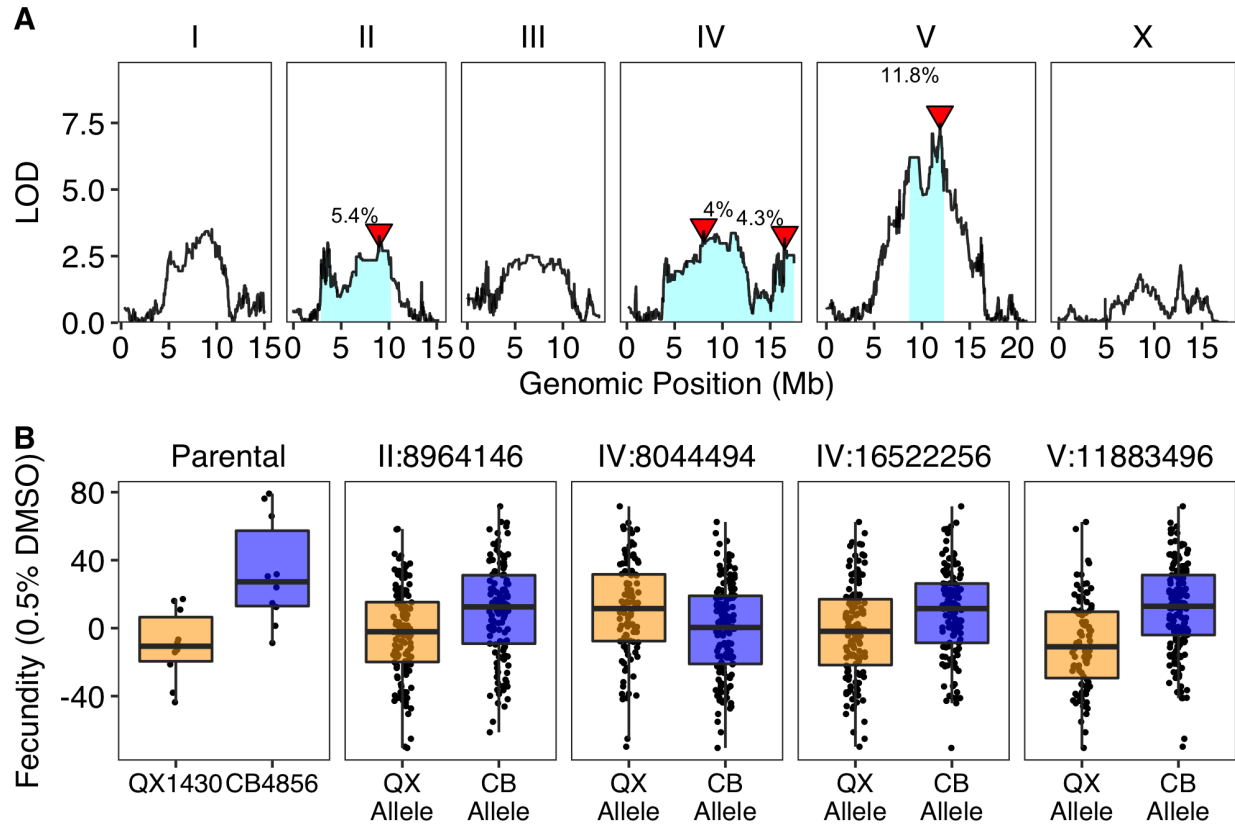 A
I II III IV V X
11.8%
5.4% 4% 4.3%
LOD
7.5
5.0
2.5
0.0
0 5 10 15 0 5 10 15 0 5 10 0 5 10 15 0 5 10 15 20 0 5 10 15
Genomic Position (Mb)
B
Parental II:8964146 IV:8044494 IV:16522256 V:11883496
Fecundity (0.5% DMSO)
80
40
0
-40
QX1430 CB4856 QX CB QX CB QX CB QX CB
Allele Allele Allele Allele Allele Allele Allele Allele